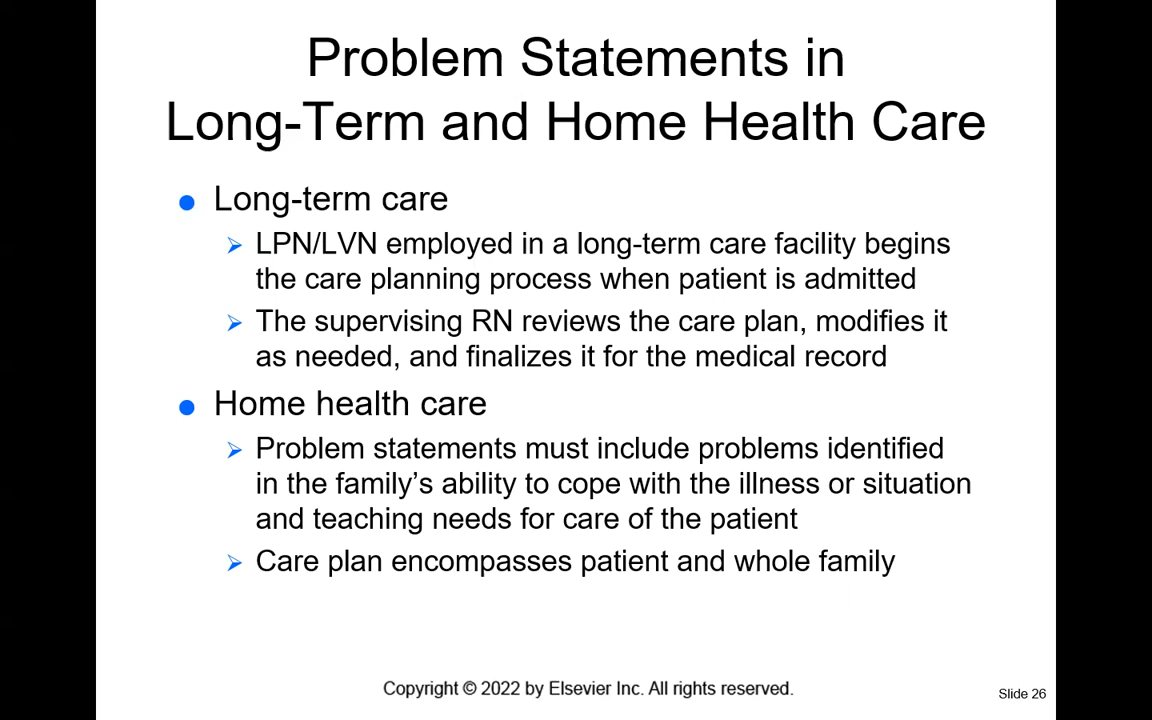 Problem Statements in
Long-Term and Home Health Care
● Long-term care
➢ LPN/LVN employed in a long-term care facility begins
the care planning process when patient is admitted
➢ The supervising RN reviews the care plan, modifies it
as needed, and finalizes it for the medical record
● Home health care
➢ Problem statements must include problems identified
in the family’s ability to cope with the illness or situation
and teaching needs for care of the patient
➢ Care plan encompasses patient and whole family
Copyright © 2022 by Elsevier Inc. All rights reserved.
Slide 26